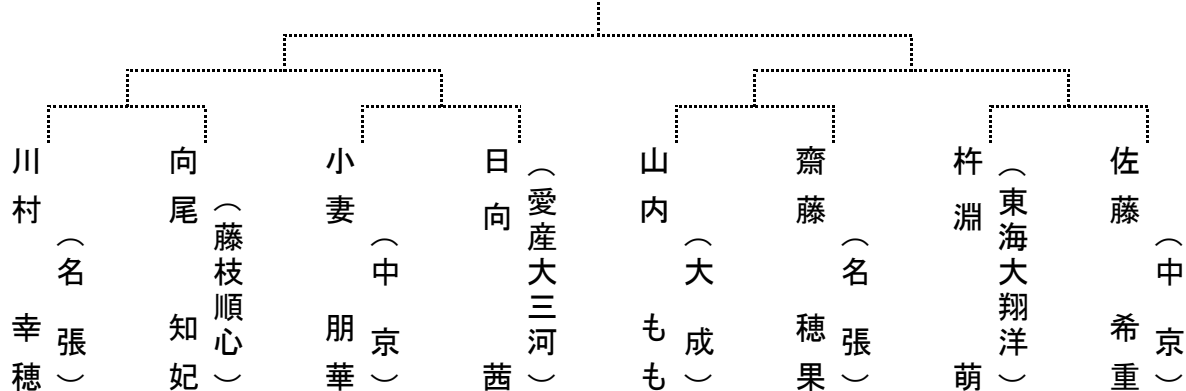 川村 幸穂
（名 張）
向尾 知妃
（藤枝順心）
小妻 朋華
（中 京）
日向 茜
（愛産大三河）
山内 もも
（大 成）
齋藤 穂果
（名 張）
杵淵 萌
（東海大翔洋）
佐藤 希重
（中 京）